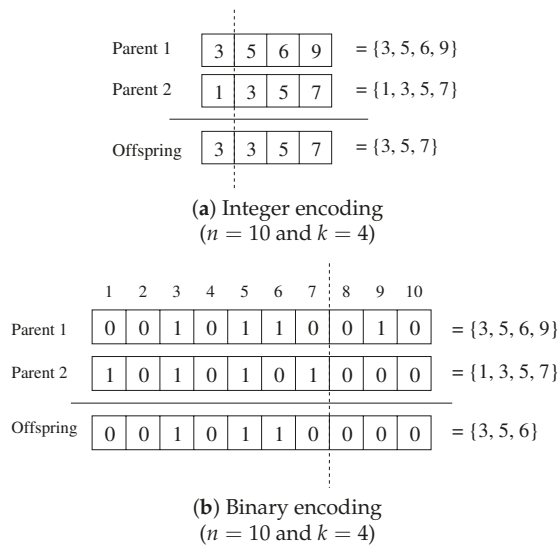 Parent 1 3 5 6 9 = {3, 5, 6, 9}
Parent 2 1 3 5 7 = {1, 3, 5, 7}
Offspring 3 3 5 7 = {3, 5, 7}
(a) Integer encoding
(n = 10 and k = 4)
1 2 3 4 5 6 7 8 9 10
Parent 1 0 0 1 0 1 1 0 0 1 0 = {3, 5, 6, 9}
Parent 2 1 0 1 0 1 0 1 0 0 0 = {1, 3, 5, 7}
Offspring 0 0 1 0 1 1 0 0 0 0 = {3, 5, 6}
(b) Binary encoding
(n = 10 and k = 4)